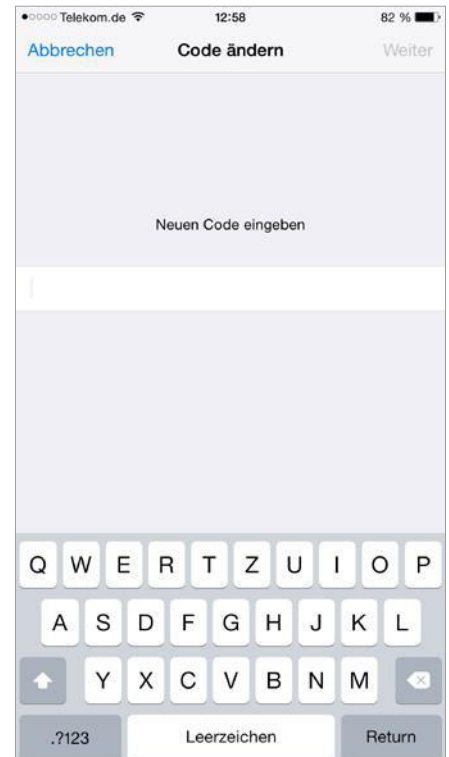 Telekom.de 12:58 82 %
Abbrechen Code ändern Weiter
Neuen Code eingeben
Q W E R T Z U I O P
A S D F G H J K L
Y X C V B N M
.?123 Leerzeichen Return